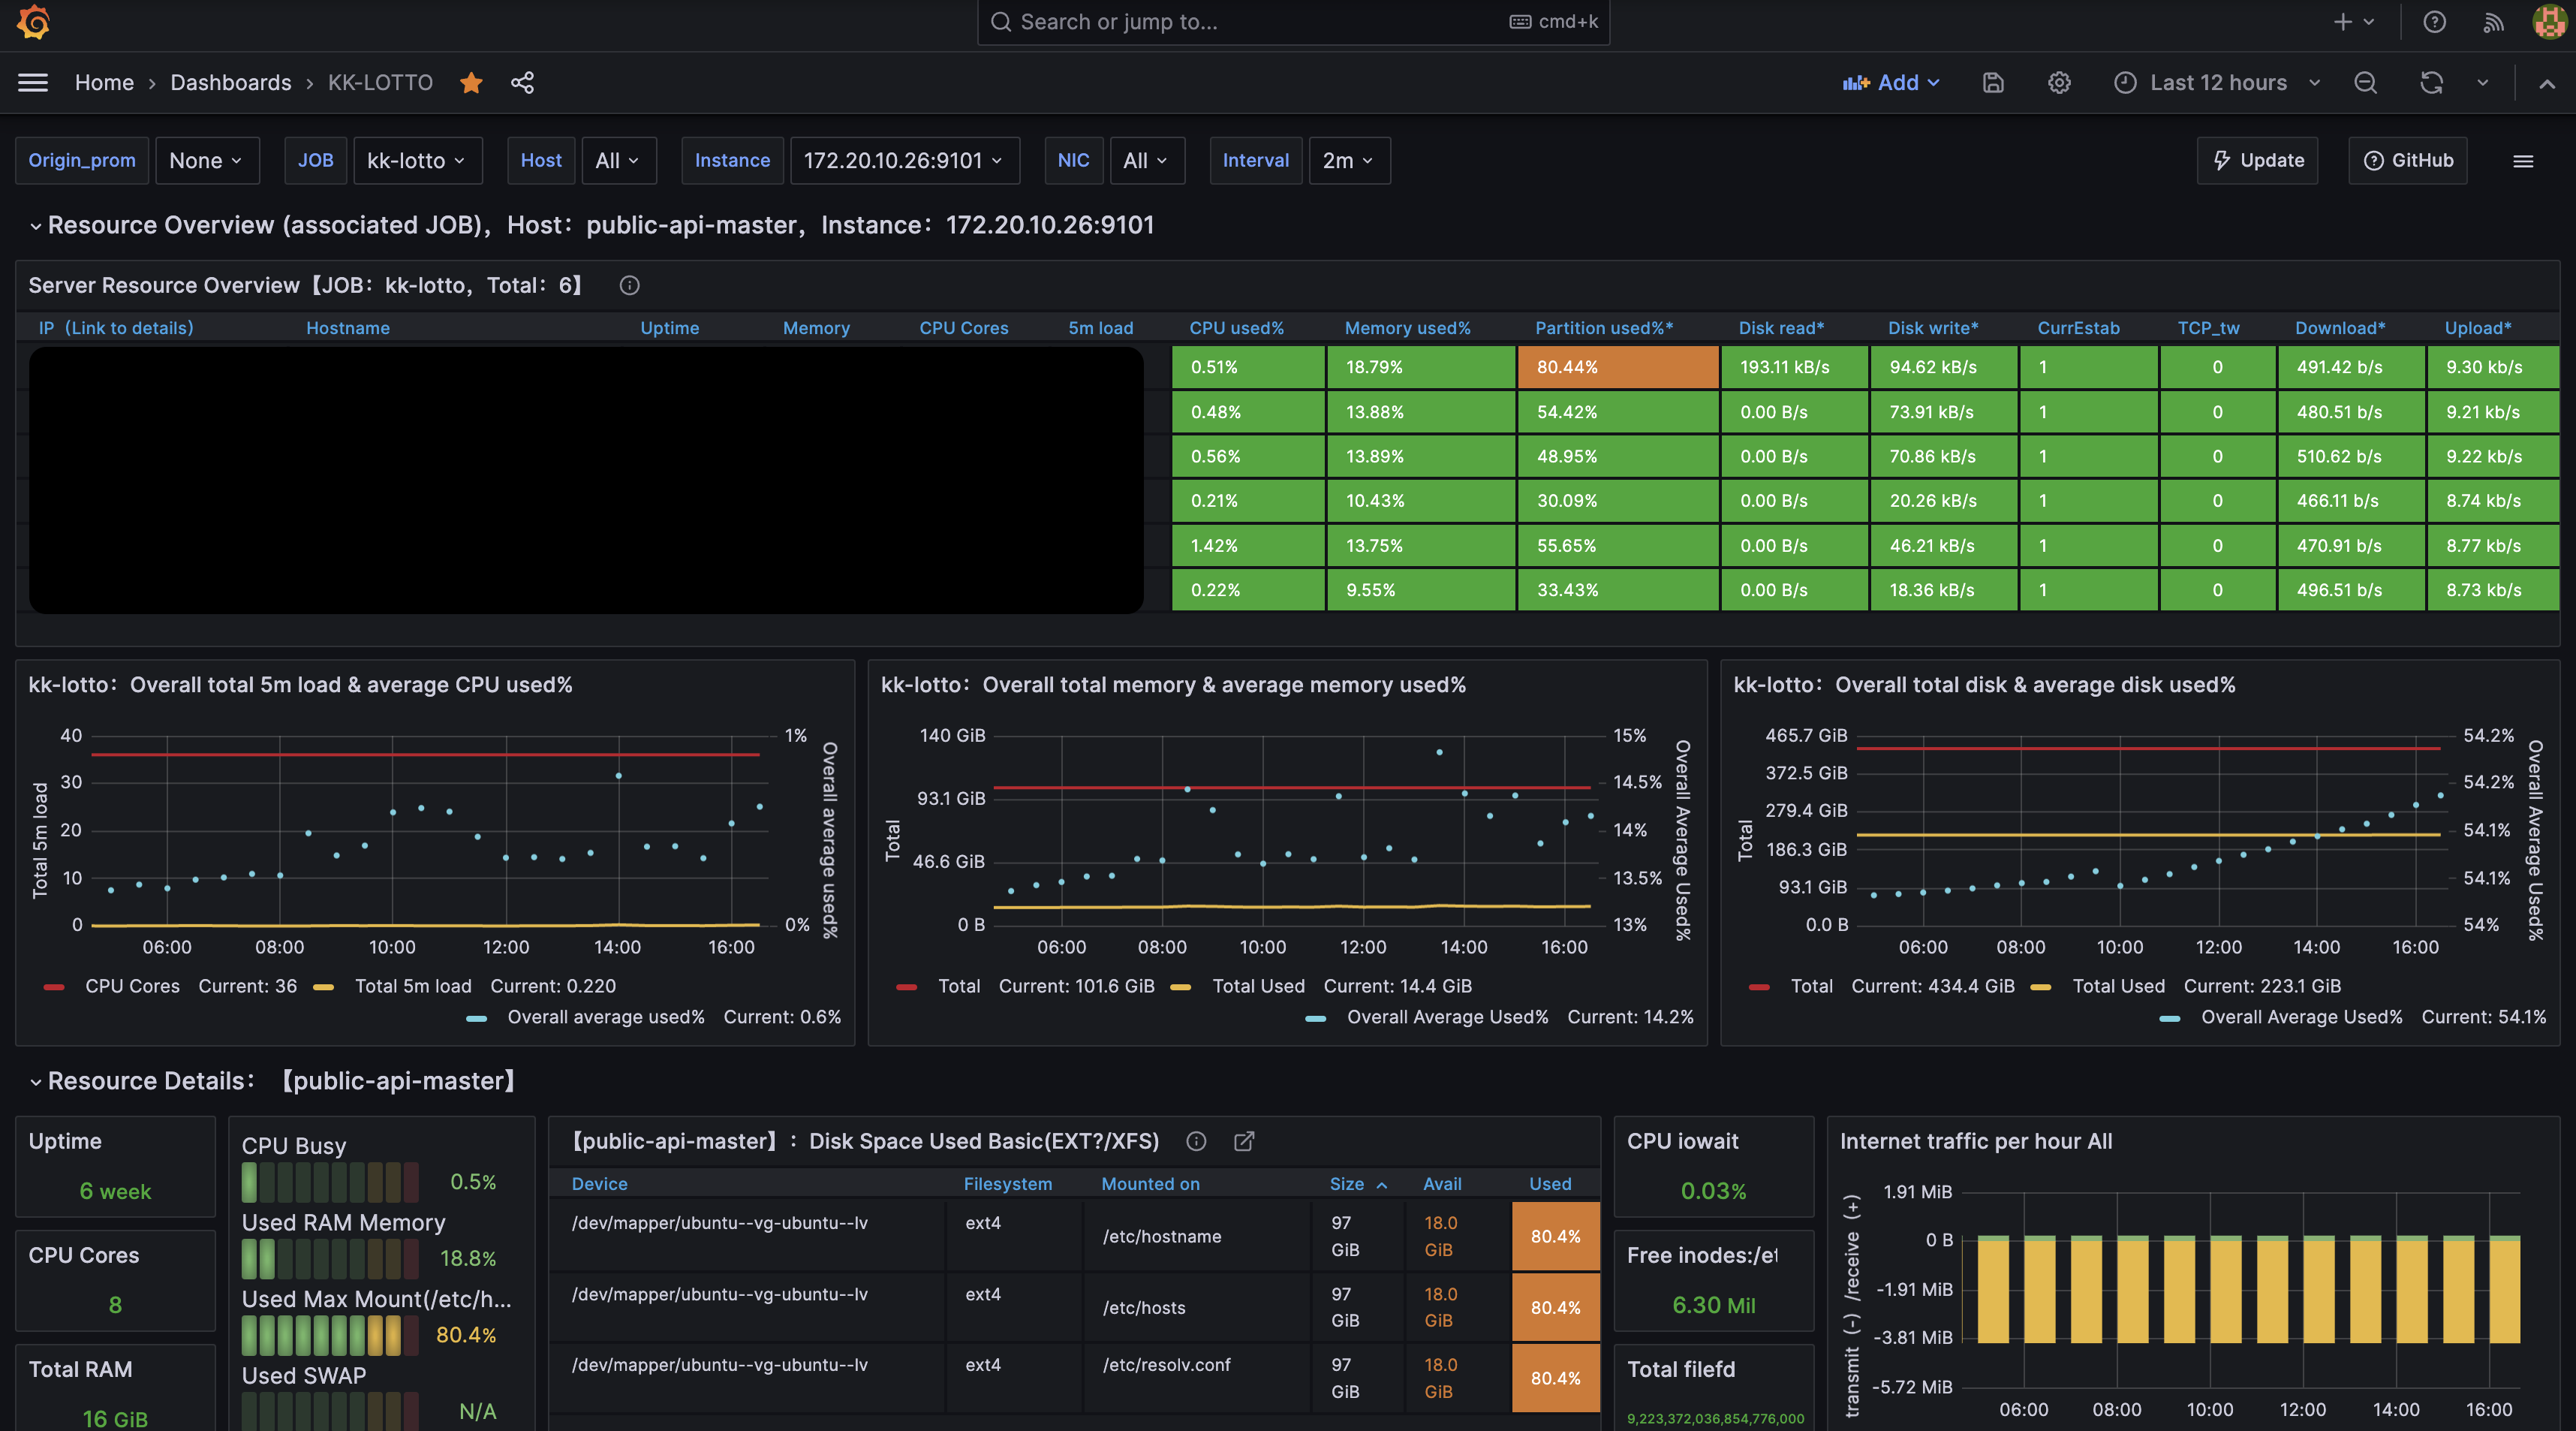 Search or jump to... cmd+k
Home › Dashboards › KK-LOTTO Add Last 12 hours
Origin_prom None JOB kk-lotto Host All Instance 172.20.10.26:9101 NIC All Interval 2m Update GitHub
Resource Overview (associated JOB)，Host：public-api-master，Instance：172.20.10.26:9101
Server Resource Overview【JOB：kk-lotto，Total：6】
IP（Link to details) Hostname Uptime Memory CPU Cores 5m load CPU used% Memory used% Partition used%* Disk read* Disk write* CurrEstab TCP_tw Download* Upload*
0.51% 18.79% 80.44% 193.11 kB/s 94.62 kB/s 1 0 491.42 b/s 9.30 kb/s
0.48% 13.88% 54.42% 0.00 B/s 73.91 kB/s 1 0 480.51 b/s 9.21 kb/s
0.56% 13.89% 48.95% 0.00 B/s 70.86 kB/s 1 0 510.62 b/s 9.22 kb/s
0.21% 10.43% 30.09% 0.00 B/s 20.26 kB/s 1 0 466.11 b/s 8.74 kb/s
1.42% 13.75% 55.65% 0.00 B/s 46.21 kB/s 1 0 470.91 b/s 8.77 kb/s
0.22% 9.55% 33.43% 0.00 B/s 18.36 kB/s 1 0 496.51 b/s 8.73 kb/s
kk-lotto：Overall total 5m load & average CPU used%
Total 5m load
40
30
20
10
0
1%
0%
Overall average used%
06:00 08:00 10:00 12:00 14:00 16:00
CPU Cores Current: 36 Total 5m load Current: 0.220
Overall average used% Current: 0.6%
kk-lotto：Overall total memory & average memory used%
Total
140 GiB
93.1 GiB
46.6 GiB
0 B
15%
14.5%
14%
13.5%
13%
Overall Average Used%
06:00 08:00 10:00 12:00 14:00 16:00
Total Current: 101.6 GiB Total Used Current: 14.4 GiB
Overall Average Used% Current: 14.2%
kk-lotto：Overall total disk & average disk used%
Total
465.7 GiB
372.5 GiB
279.4 GiB
186.3 GiB
93.1 GiB
0.0 B
54.2%
54.2%
54.1%
54.1%
54%
Overall Average Used%
06:00 08:00 10:00 12:00 14:00 16:00
Total Current: 434.4 GiB Total Used Current: 223.1 GiB
Overall Average Used% Current: 54.1%
Resource Details：【public-api-master】
Uptime
6 week
CPU Cores
8
Total RAM
16 GiB
CPU Busy
0.5%
Used RAM Memory
18.8%
Used Max Mount(/etc/h...
80.4%
Used SWAP
N/A
【public-api-master】：Disk Space Used Basic(EXT?/XFS)
Device Filesystem Mounted on Size Avail Used
/dev/mapper/ubuntu--vg-ubuntu--lv ext4 /etc/hostname 97 GiB 18.0 GiB 80.4%
/dev/mapper/ubuntu--vg-ubuntu--lv ext4 /etc/hosts 97 GiB 18.0 GiB 80.4%
/dev/mapper/ubuntu--vg-ubuntu--lv ext4 /etc/resolv.conf 97 GiB 18.0 GiB 80.4%
CPU iowait
0.03%
Free inodes:/et
6.30 Mil
Total filefd
9,223,372,036,854,776,000
Internet traffic per hour All
transmit（-）/receive（+）
1.91 MiB
0 B
-1.91 MiB
-3.81 MiB
-5.72 MiB
06:00 08:00 10:00 12:00 14:00 16:00